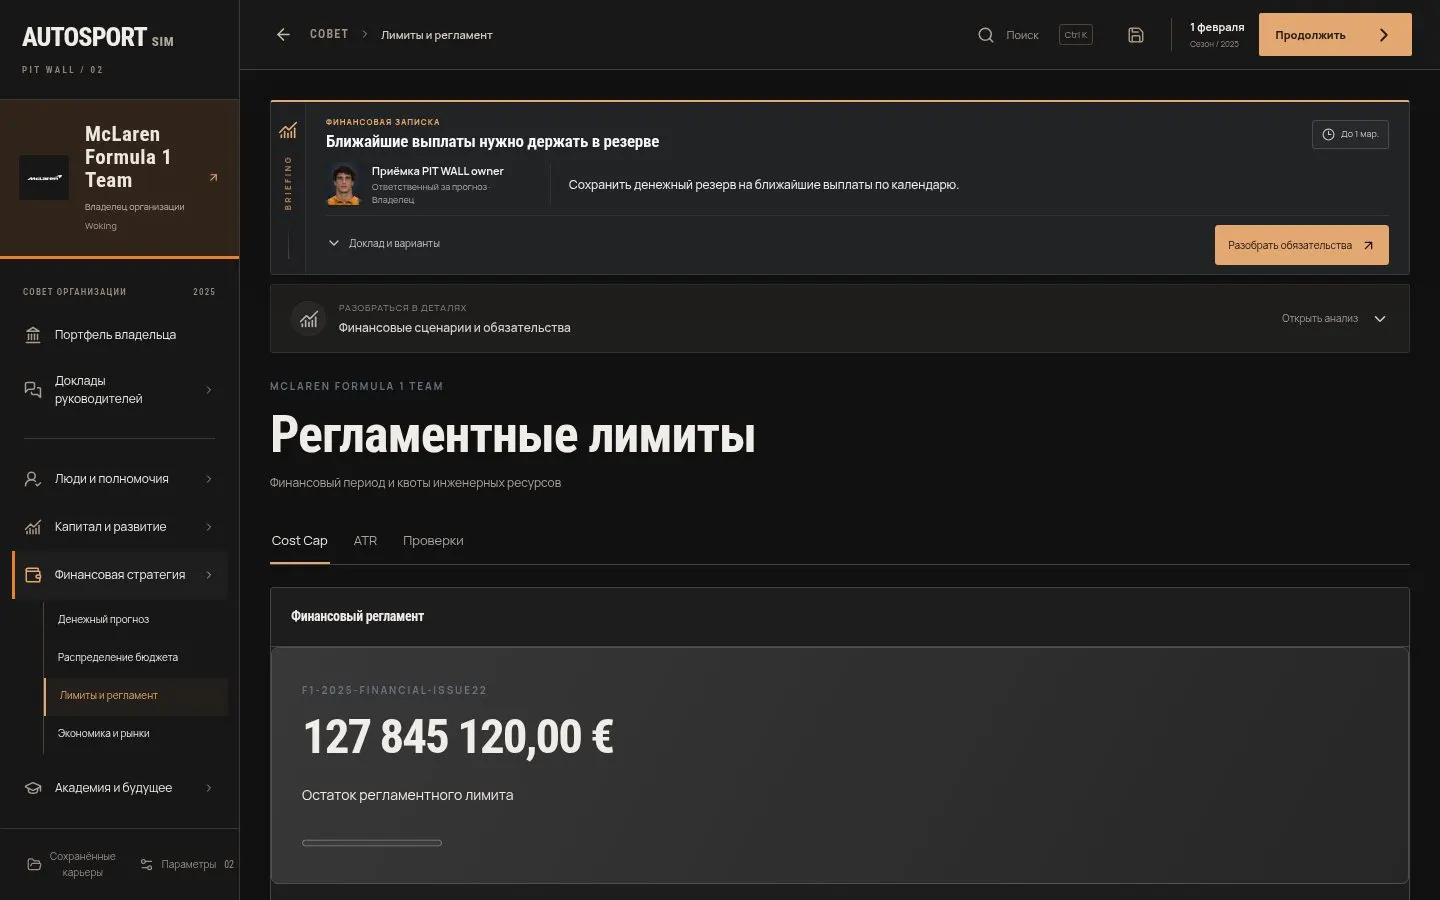 AUTOSPORT SIM
PIT WALL / 02
McLaren
McLaren
Formula 1
Team
Владелец организации
Woking
СОВЕТ ОРГАНИЗАЦИИ 2025
Портфель владельца
Доклады
руководителей
Люди и полномочия
Капитал и развитие
Финансовая стратегия
Денежный прогноз
Распределение бюджета
Лимиты и регламент
Экономика и рынки
Академия и будущее
Сохранённые
карьеры
Параметры 02
СОВЕТ
Лимиты и регламент
Поиск Ctrl K
1 февраля
Сезон / 2025
Продолжить
BRIEFING
ФИНАНСОВАЯ ЗАПИСКА
Ближайшие выплаты нужно держать в резерве
До 1 мар.
Приёмка PIT WALL owner
Ответственный за прогноз ·
Владелец
Сохранить денежный резерв на ближайшие выплаты по календарю.
Доклад и варианты
Разобрать обязательства
РАЗОБРАТЬСЯ В ДЕТАЛЯХ
Финансовые сценарии и обязательства
Открыть анализ
MCLAREN FORMULA 1 TEAM
Регламентные лимиты
Финансовый период и квоты инженерных ресурсов
Cost Cap ATR Проверки
Финансовый регламент
F1-2025-FINANCIAL-ISSUE22
127 845 120,00 €
Остаток регламентного лимита